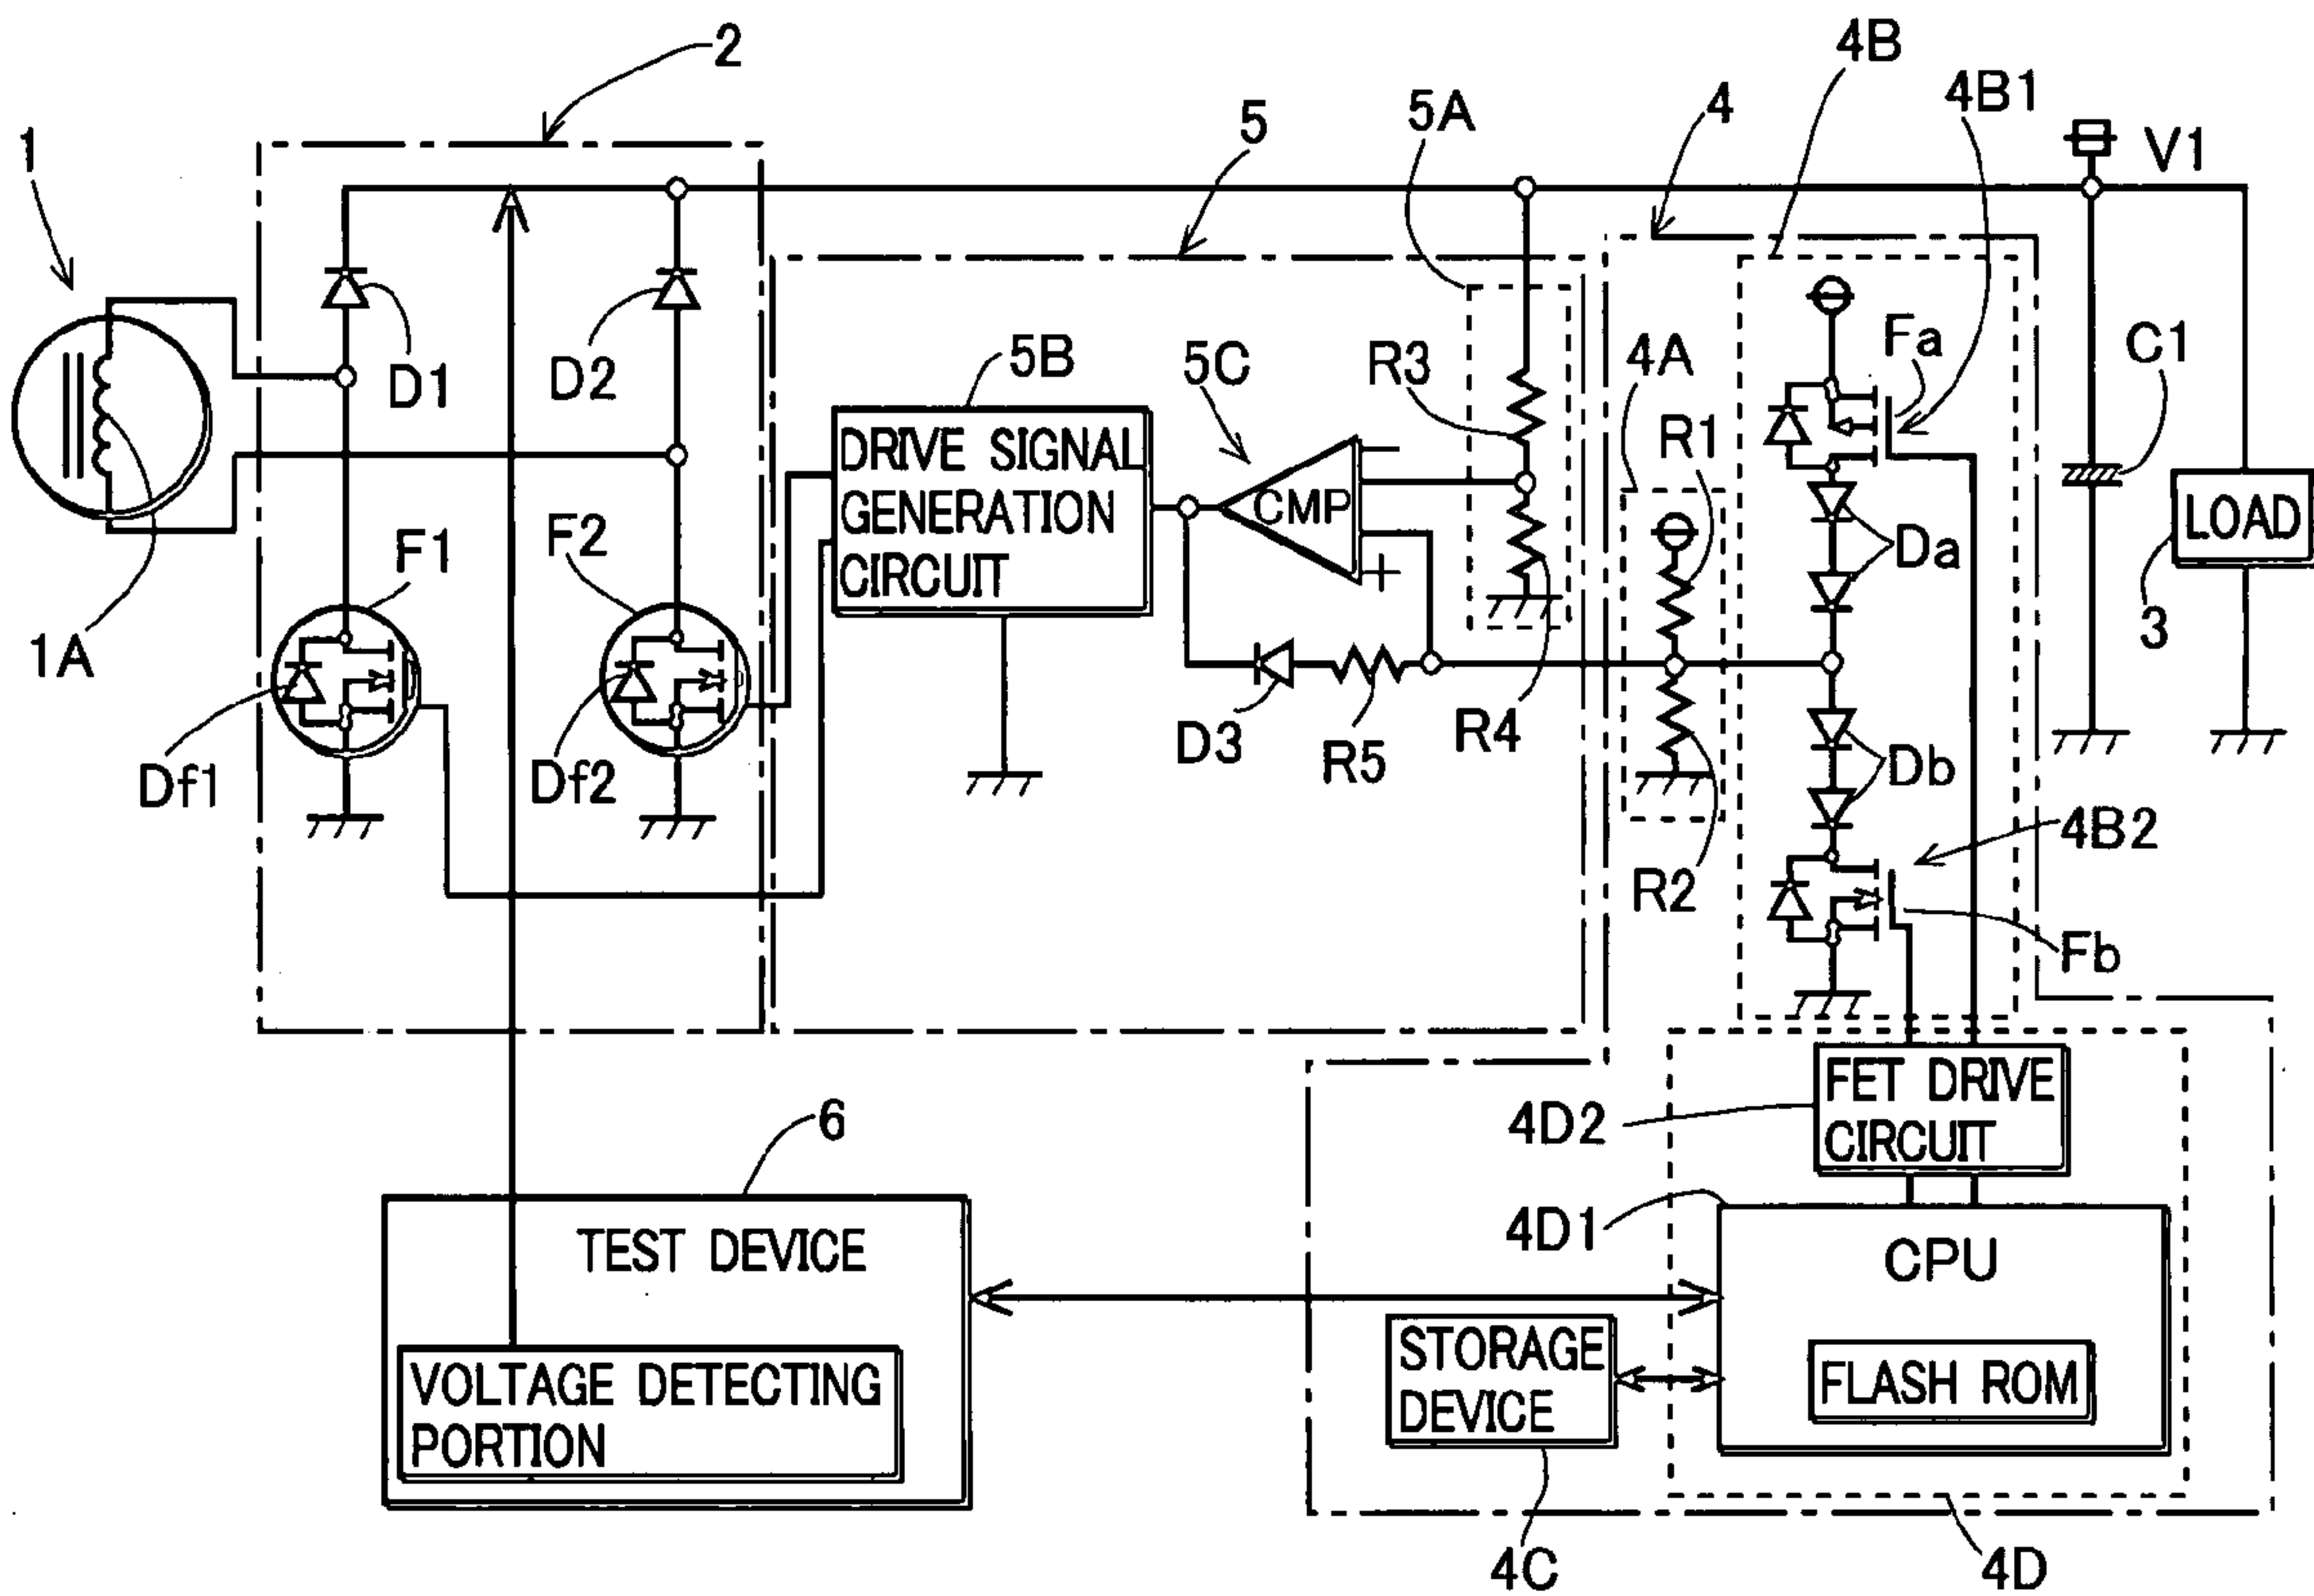 2
4B
4B1
5A
4
5
1
V1
Fa
5B
5C
R3
4A
C1
D1
D2
R1
DRIVE SIGNAL
GENERATION
CIRCUIT
CMP
−
+
LOAD
Da
F1
F2
1A
3
D3
R5
R4
Df1
Df2
Db
4B2
R2
Fb
FET DRIVE
CIRCUIT
4D2
6
TEST DEVICE
4D1
CPU
STORAGE
DEVICE
FLASH ROM
VOLTAGE DETECTING
PORTION
4C
4D